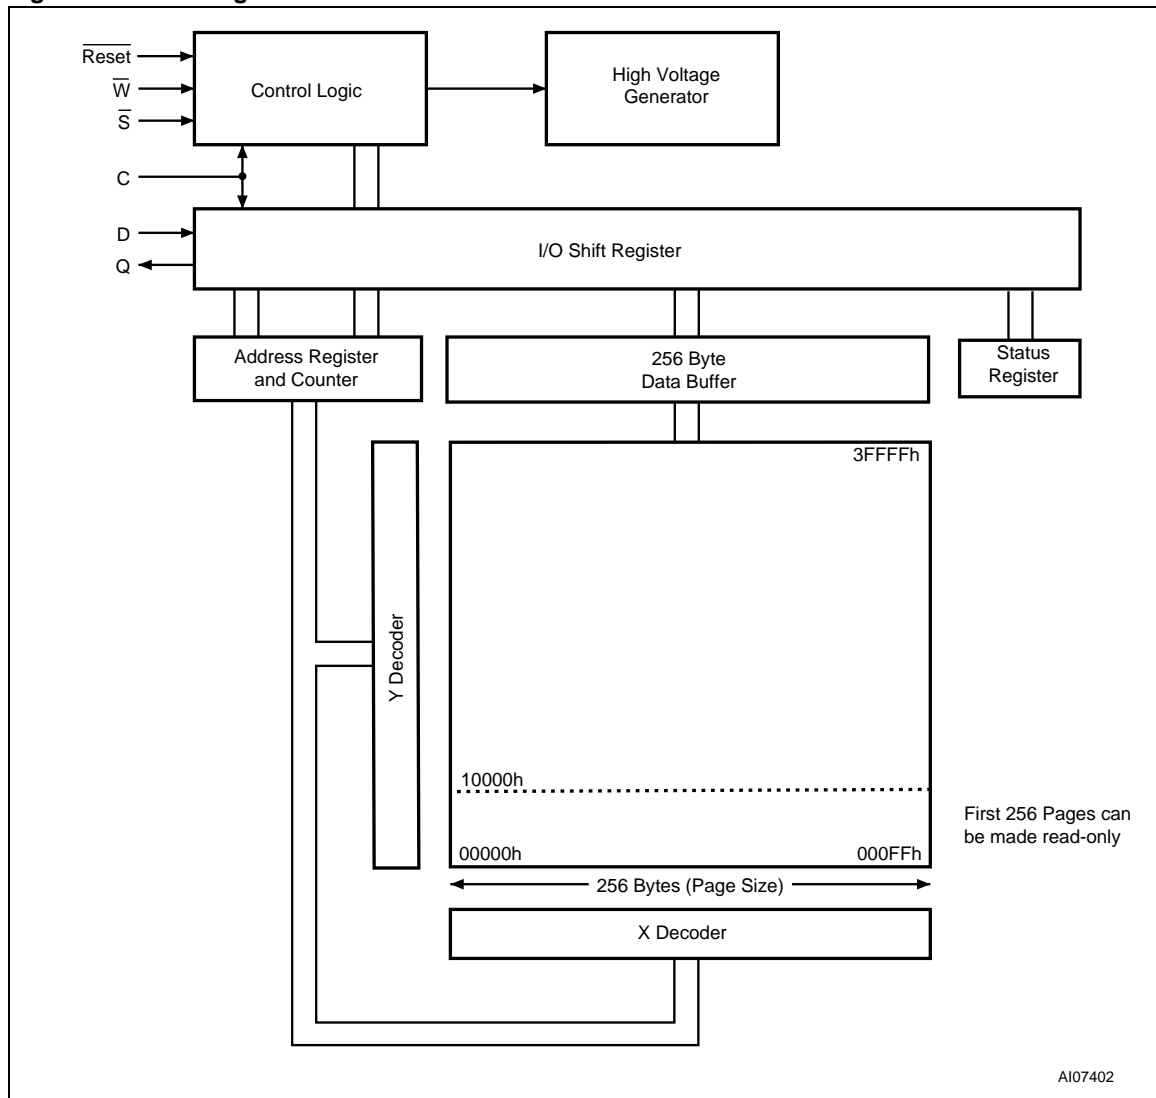 Reset
W
S
C
D
Q
Control Logic
High Voltage
Generator
I/O Shift Register
Address Register
and Counter
256 Byte
Data Buffer
Status
Register
Y Decoder
3FFFFh
10000h
00000h
000FFh
First 256 Pages can
be made read-only
256 Bytes (Page Size)
X Decoder
AI07402